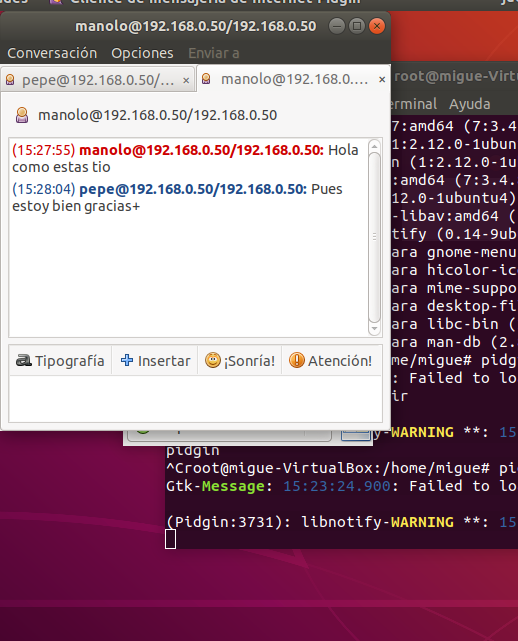 Cliente de mensajería de Internet Pidgin
manolo@192.168.0.50/192.168.0.50
Conversación Opciones Enviar a
pepe@192.168.0.50/... × manolo@192.168.0.... ×
manolo@192.168.0.50/192.168.0.50
(15:27:55) manolo@192.168.0.50/192.168.0.50: Hola
como estas tio
(15:28:04) pepe@192.168.0.50/192.168.0.50: Pues
estoy bien gracias+
Tipografía Insertar ¡Sonría! ¡Atención!
root@migue-Virtu
erminal Ayuda
7:amd64 (7:3.4.
1:2.12.0-1ubun
n (1:2.12.0-1u
:amd64 (7:3.4.
12.0-1ubuntu4)
-libav:amd64 (
tify (0.14-9ub
ara gnome-menu
ara hicolor-ic
ara mime-suppo
ara desktop-fi
ara libc-bin (
ara man-db (2.
me/migue# pidg
: Failed to lo
ir
y-WARNING **: 15
pidgin
^Croot@migue-VirtualBox:/home/migue# pi
Gtk-Message: 15:23:24.900: Failed to lo
(Pidgin:3731): libnotify-WARNING **: 15